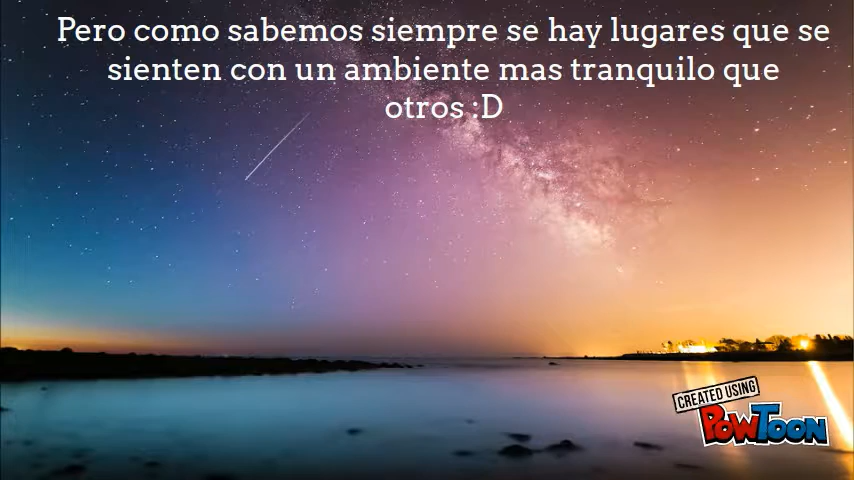 Pero como sabemos siempre se hay lugares que se
sienten con un ambiente mas tranquilo que
otros :D
CREATED USING
POWTOON